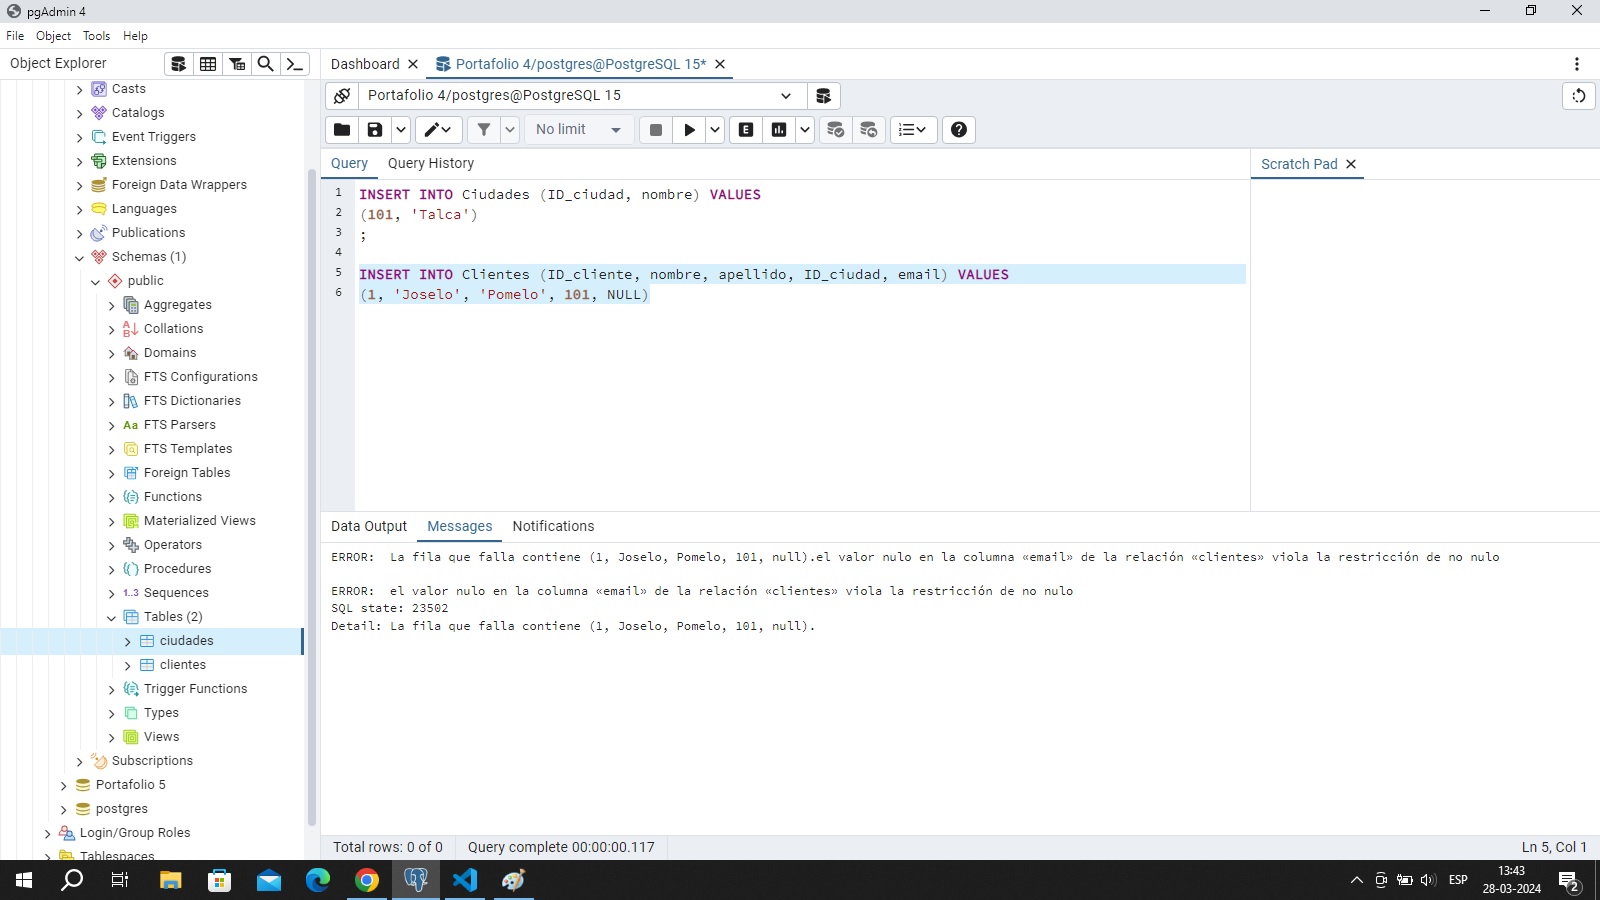 pgAdmin 4
File Object Tools Help
Object Explorer
Dashboard
Portafolio 4/postgres@PostgreSQL 15*
Portafolio 4/postgres@PostgreSQL 15
No limit
E
Query Query History
Scratch Pad
Casts
Catalogs
Event Triggers
Extensions
Foreign Data Wrappers
Languages
Publications
Schemas (1)
public
Aggregates
Collations
Domains
FTS Configurations
FTS Dictionaries
Aa FTS Parsers
FTS Templates
Foreign Tables
Functions
Materialized Views
Operators
Procedures
1..3 Sequences
Tables (2)
ciudades
clientes
Trigger Functions
Types
Views
Subscriptions
Portafolio 5
postgres
Login/Group Roles
Tablespaces
1 INSERT INTO Ciudades (ID_ciudad, nombre) VALUES
2 (101, 'Talca')
3 ;
4
5 INSERT INTO Clientes (ID_cliente, nombre, apellido, ID_ciudad, email) VALUES
6 (1, 'Joselo', 'Pomelo', 101, NULL)
Data Output Messages Notifications
ERROR:  La fila que falla contiene (1, Joselo, Pomelo, 101, null).el valor nulo en la columna «email» de la relación «clientes» viola la restricción de no nulo
ERROR:  el valor nulo en la columna «email» de la relación «clientes» viola la restricción de no nulo
SQL state: 23502
Detail: La fila que falla contiene (1, Joselo, Pomelo, 101, null).
Total rows: 0 of 0 Query complete 00:00:00.117 Ln 5, Col 1
ESP
13:43
28-03-2024
2